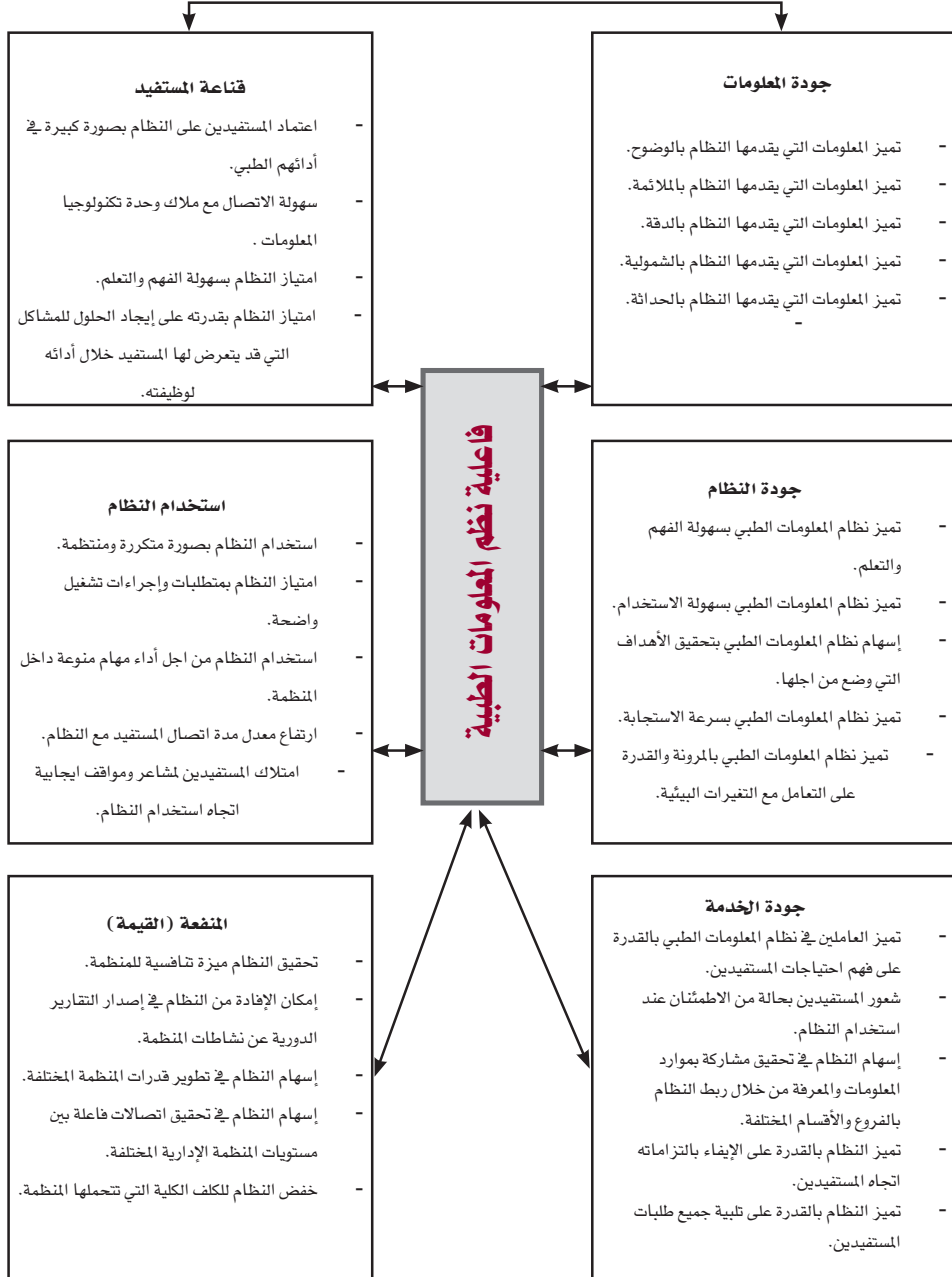 جودة المعلومات
- تميز المعلومات التي يقدمها النظام بالوضوح.
- تميز المعلومات التي يقدمها النظام بالملائمة.
- تميز المعلومات التي يقدمها النظام بالدقة.
- تميز المعلومات التي يقدمها النظام بالشمولية.
- تميز المعلومات التي يقدمها النظام بالحداثة.
-
قناعة المستفيد
- اعتماد المستفيدين على النظام بصورة كبيرة في
أدائهم الطبي.
- سهولة الاتصال مع ملاك وحدة تكنولوجيا
المعلومات .
- امتياز النظام بسهولة الفهم والتعلم.
- امتياز النظام بقدرته على إيجاد الحلول للمشاكل
التي قد يتعرض لها المستفيد خلال أدائه
لوظيفته.
فاعلية نظم المعلومات الطبية
جودة النظام
- تميز نظام المعلومات الطبي بسهولة الفهم
والتعلم.
- تميز نظام المعلومات الطبي بسهولة الاستخدام.
- إسهام نظام المعلومات الطبي بتحقيق الأهداف
التي وضع من اجلها.
- تميز نظام المعلومات الطبي بسرعة الاستجابة.
- تميز نظام المعلومات الطبي بالمرونة والقدرة
على التعامل مع التغيرات البيئية.
استخدام النظام
- استخدام النظام بصورة متكررة ومنتظمة.
- امتياز النظام بمتطلبات وإجراءات تشغيل
واضحة.
- استخدام النظام من اجل أداء مهام منوعة داخل
المنظمة.
- ارتفاع معدل مدة اتصال المستفيد مع النظام.
- امتلاك المستفيدين لمشاعر ومواقف ايجابية
اتجاه استخدام النظام.
جودة الخدمة
- تميز العاملين في نظام المعلومات الطبي بالقدرة
على فهم احتياجات المستفيدين.
- شعور المستفيدين بحالة من الاطمئنان عند
استخدام النظام.
- إسهام النظام في تحقيق مشاركة بموارد
المعلومات والمعرفة من خلال ربط النظام
بالفروع والأقسام المختلفة.
- تميز النظام بالقدرة على الإيفاء بالتزاماته
اتجاه المستفيدين.
- تميز النظام بالقدرة على تلبية جميع طلبات
المستفيدين.
المنفعة (القيمة)
- تحقيق النظام ميزة تنافسية للمنظمة.
- إمكان الإفادة من النظام في إصدار التقارير
الدورية عن نشاطات المنظمة.
- إسهام النظام في تطوير قدرات المنظمة المختلفة.
- إسهام النظام في تحقيق اتصالات فاعلة بين
مستويات المنظمة الإدارية المختلفة.
- خفض النظام للكلف الكلية التي تتحملها المنظمة.